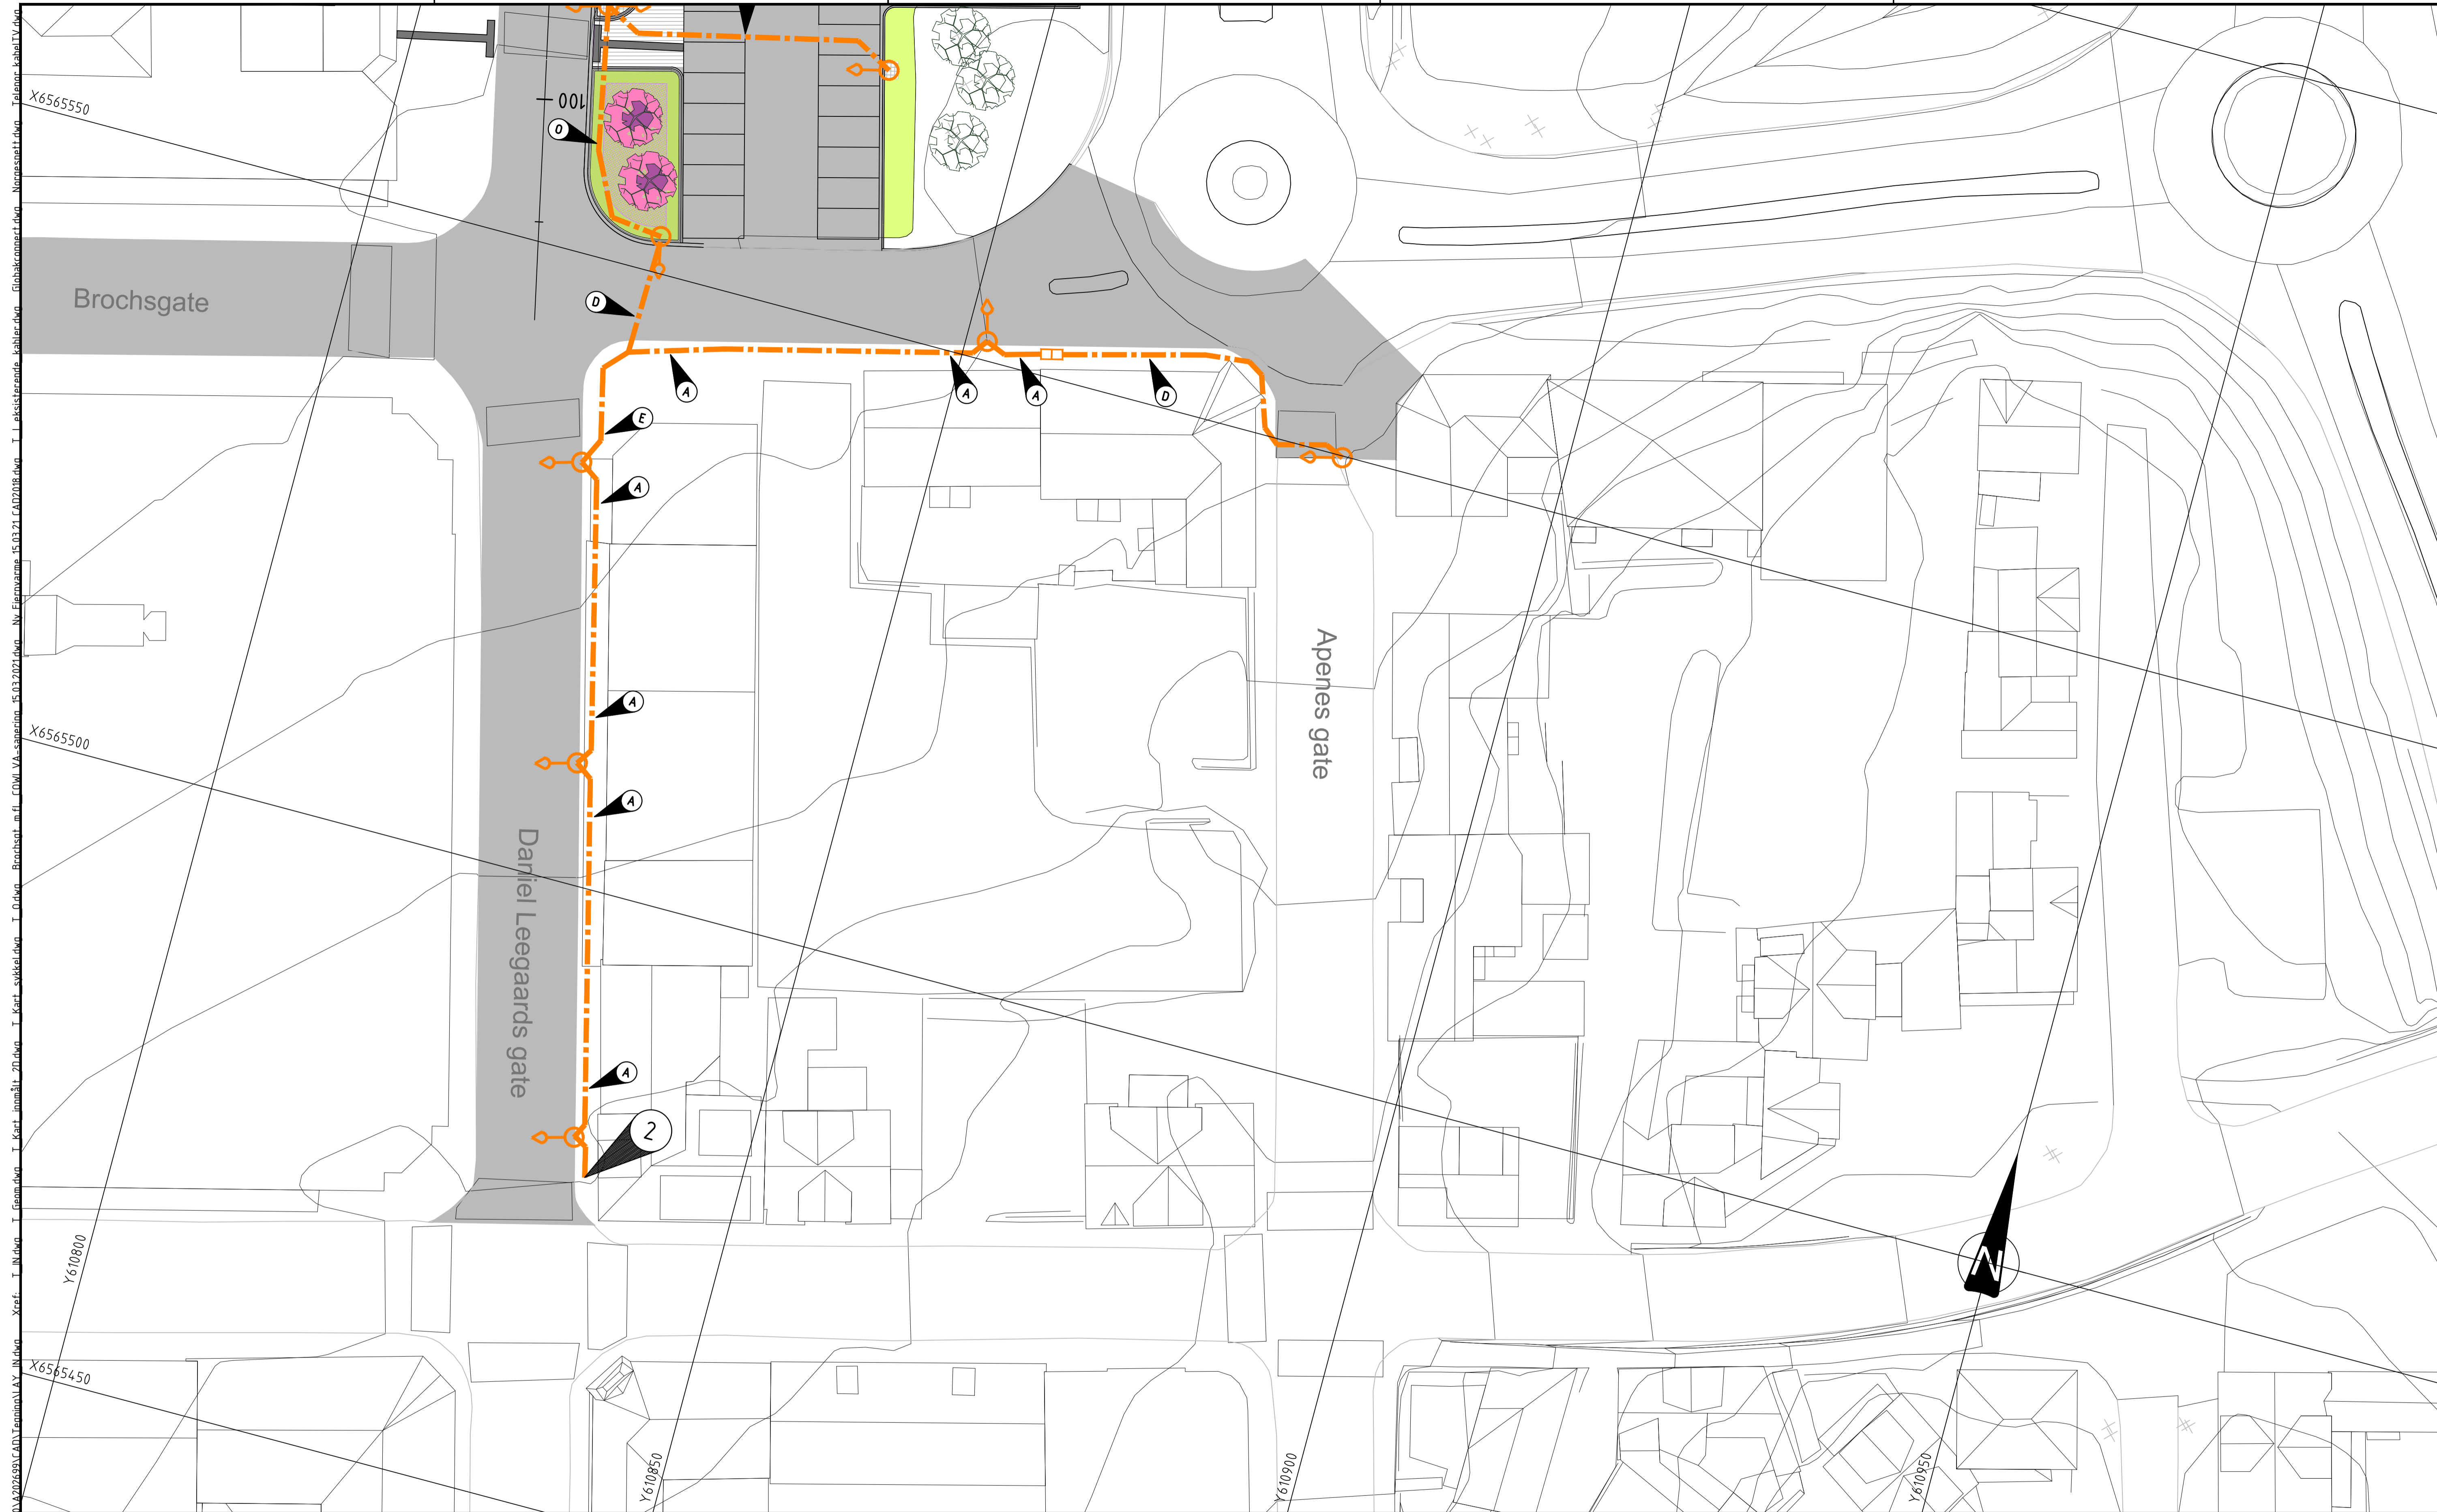 X6565550
100
O
Brochsgate
D
A
A
A
D
E
A
Apenes gate
A
X6565500
A
Daniel Leegaards gate
A
2
N
Y610800
X6565450
Y610850
Y610900
Y610950